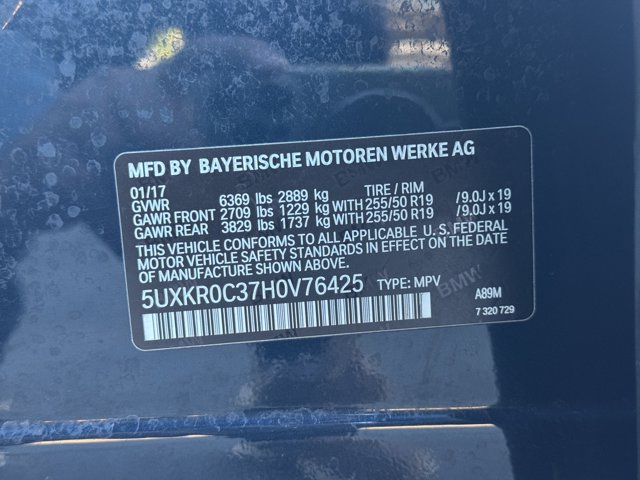 MFD BY BAYERISCHE MOTOREN WERKE AG
01/17 TIRE / RIM
GVWR 6369 lbs 2889 kg
GAWR FRONT 2709 lbs 1229 kg WITH 255/50 R19 /9.0J x 19
GAWR REAR 3829 lbs 1737 kg WITH 255/50 R19 /9.0J x 19
THIS VEHICLE CONFORMS TO ALL APPLICABLE U.S. FEDERAL
MOTOR VEHICLE SAFETY STANDARDS IN EFFECT ON THE DATE
OF MANUFACTURE SHOWN ABOVE.
5UXKR0C37H0V76425 TYPE: MPV
A89M
7 320 729